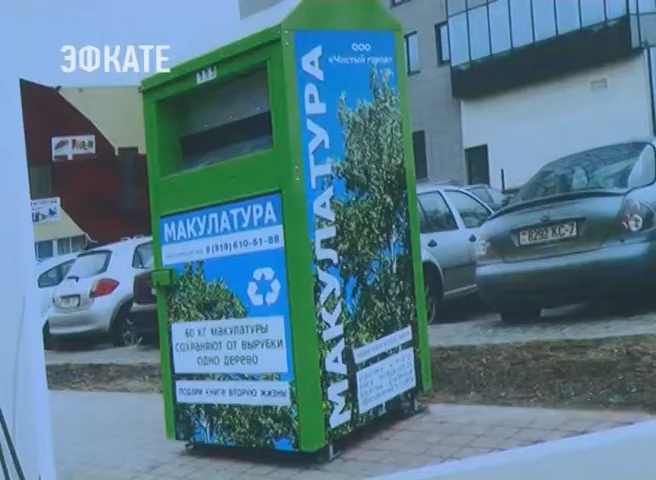 ЭФКАТЕ
ООО
«Чистый город»
МАКУЛАТУРА
8 (918) 610-61-88
60 КГ МАКУЛАТУРЫ
СОХРАНЯЮТ ОТ ВЫРУБКИ
ОДНО ДЕРЕВО
ПОДАРИ КНИГЕ ВТОРУЮ ЖИЗНЬ!
МАКУЛАТУРА
8292 KC-7